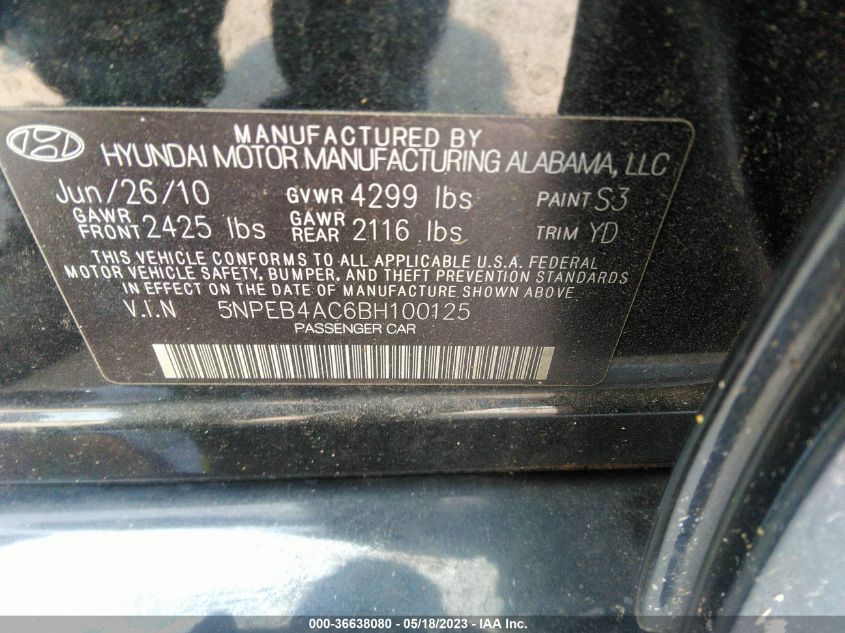 MANUFACTURED BY
HYUNDAI MOTOR MANUFACTURING ALABAMA, LLC
Jun/26/10 GVWR 4299 lbs PAINT S3
GAWR FRONT 2425 lbs GAWR REAR 2116 lbs TRIM YD
THIS VEHICLE CONFORMS TO ALL APPLICABLE U.S.A. FEDERAL
MOTOR VEHICLE SAFETY, BUMPER, AND THEFT PREVENTION STANDARDS
IN EFFECT ON THE DATE OF MANUFACTURE SHOWN ABOVE.
V.I.N 5NPEB4AC6BH100125
PASSENGER CAR
000-36638080 - 05/18/2023 - IAA Inc.